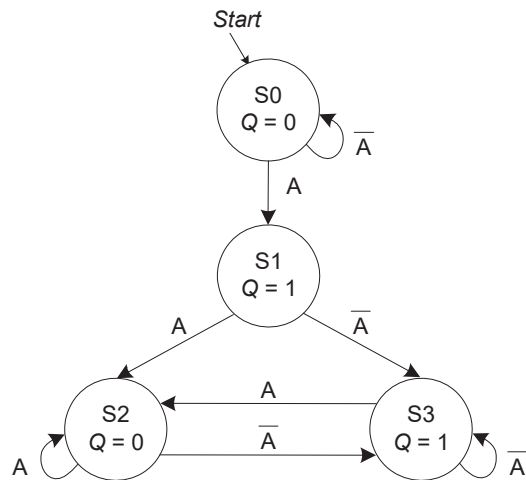 Start
S0
Q = 0
A̅
A
S1
Q = 1
A
A̅
S2
Q = 0
A
S3
Q = 1
A̅
A
A̅